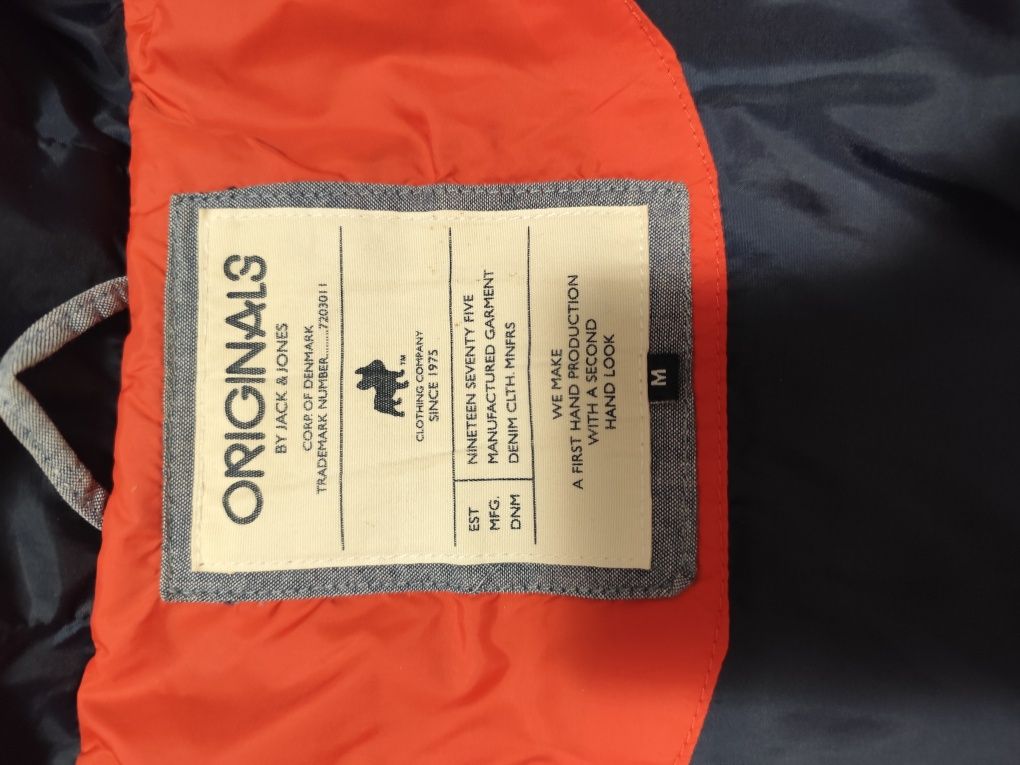 ORIGINALS
BY JACK & JONES
CORP. OF DENMARK
TRADEMARK NUMBER..........7203011
™
CLOTHING COMPANY
SINCE 1975
EST NINETEEN SEVENTY FIVE
MFG. MANUFACTURED GARMENT
DNM DENIM CLTH. MNFRS
WE MAKE
A FIRST HAND PRODUCTION
WITH A SECOND
HAND LOOK
M